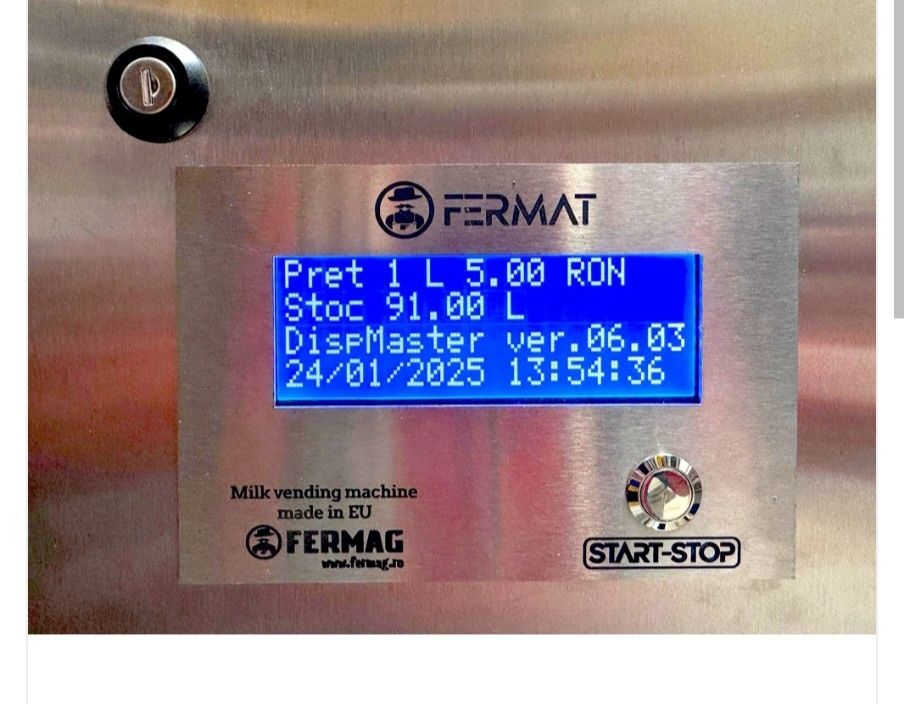 FERMAT
Pret 1 L 5.00 RON
Stoc 91.00 L
DispMaster ver.06.03
24/01/2025 13:54:36
Milk vending machine
made in EU
FERMAG
www.fermag.ro
START-STOP